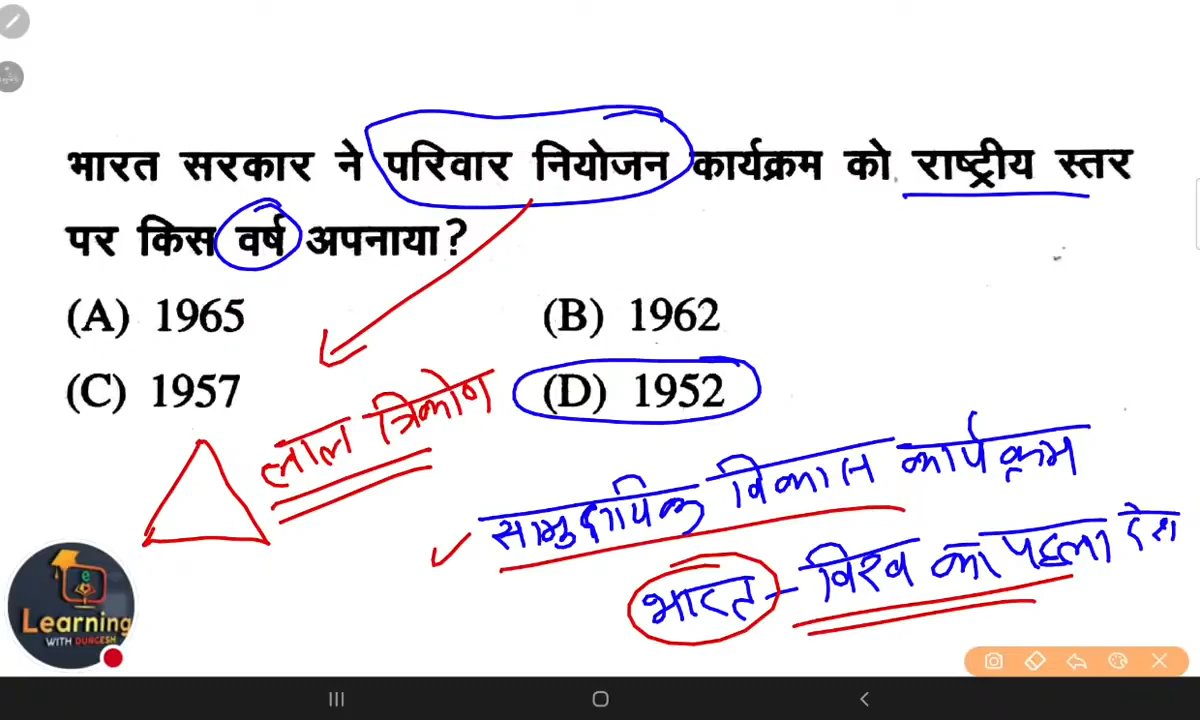 भारत सरकार ने परिवार नियोजन कार्यक्रम को राष्ट्रीय स्तर
पर किस वर्ष अपनाया?
(A) 1965 (B) 1962
(C) 1957 (D) 1952
लाल त्रिकोण
सामुदायिक विकास कार्यक्रम
भारत - विश्व का पहला देश
e
Learning
WITH DURGESH